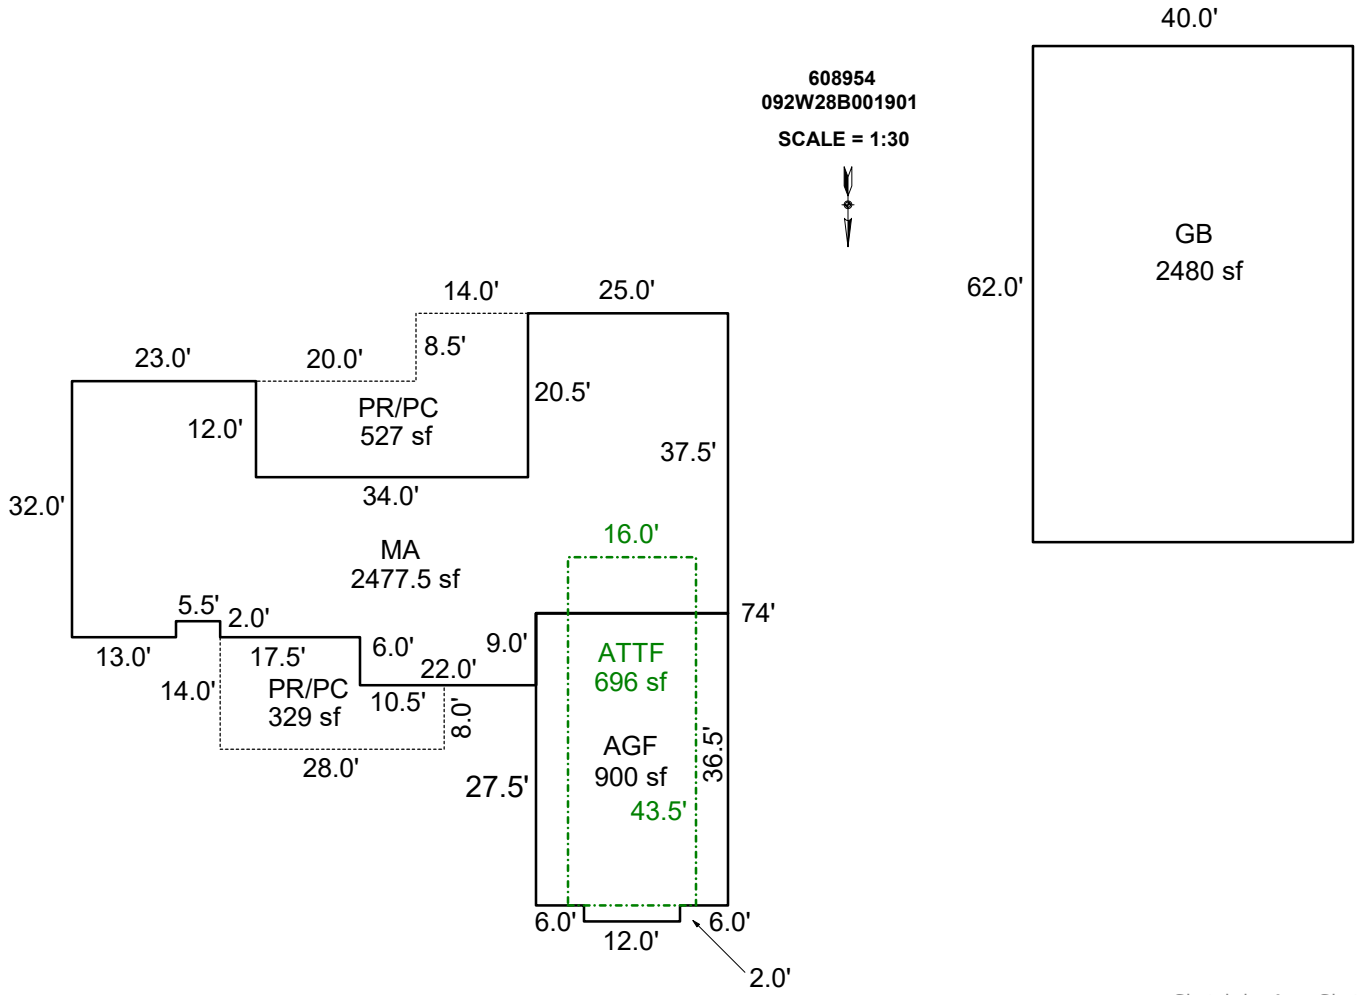 40.0'
608954
092W28B001901
SCALE = 1:30
GB
2480 sf
62.0'
14.0'
25.0'
8.5'
23.0'
20.0'
20.5'
PR/PC
527 sf
12.0'
37.5'
34.0'
32.0'
16.0'
MA
2477.5 sf
5.5'
2.0'
74'
13.0'
17.5'
6.0'
9.0'
22.0'
ATTF
696 sf
14.0'
PR/PC
329 sf
10.5'
8.0'
28.0'
27.5'
AGF
900 sf
36.5'
43.5'
6.0'
12.0'
6.0'
2.0'